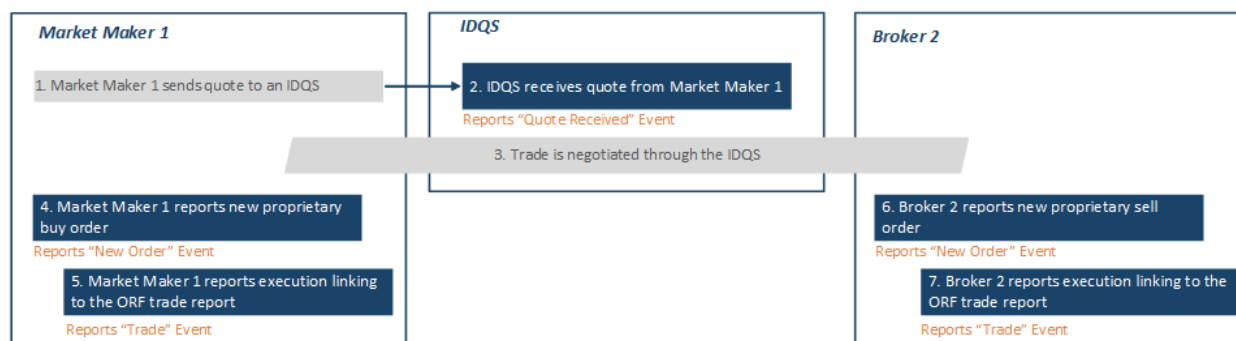 Market Maker 1
IDQS
Broker 2
1. Market Maker 1 sends quote to an IDQS
2. IDQS receives quote from Market Maker 1
Reports “Quote Received” Event
3. Trade is negotiated through the IDQS
4. Market Maker 1 reports new proprietary
buy order
Reports “New Order” Event
5. Market Maker 1 reports execution linking
to the ORF trade report
Reports “Trade” Event
6. Broker 2 reports new proprietary sell
order
Reports “New Order” Event
7. Broker 2 reports execution linking to the
ORF trade report
Reports “Trade” Event